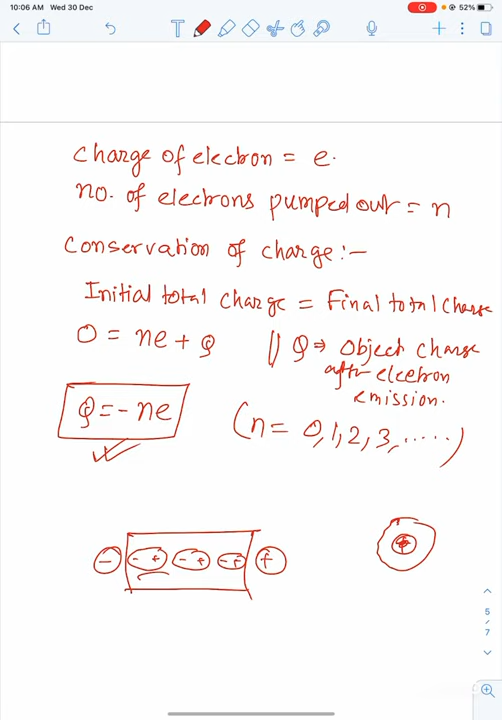 10:06 AM Wed 30 Dec
52%
T
Charge of electron = e.
no. of electrons pumped out = n
Conservation of charge :-
Initial total charge = Final total charge
0 = ne + Q || Q ⇒ Object charge
after electron
emission.
Q = - ne
(n = 0, 1, 2, 3, .....)
- - + - + - + + +
5
/
7